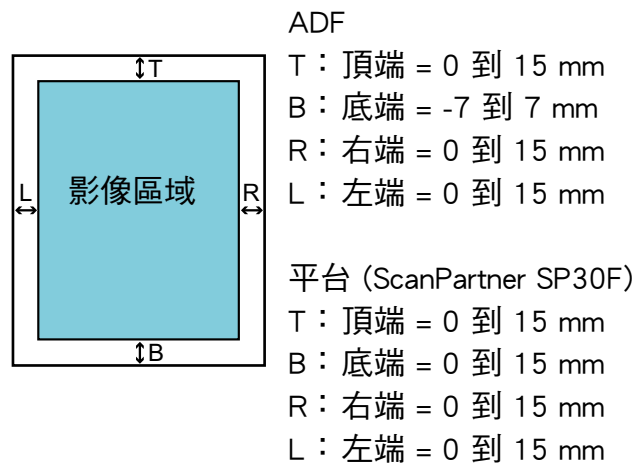 T
L
影像區域
R
B
ADF
T：頂端 = 0 到 15 mm
B：底端 = -7 到 7 mm
R：右端 = 0 到 15 mm
L：左端 = 0 到 15 mm
平台 (ScanPartner SP30F)
T：頂端 = 0 到 15 mm
B：底端 = 0 到 15 mm
R：右端 = 0 到 15 mm
L：左端 = 0 到 15 mm